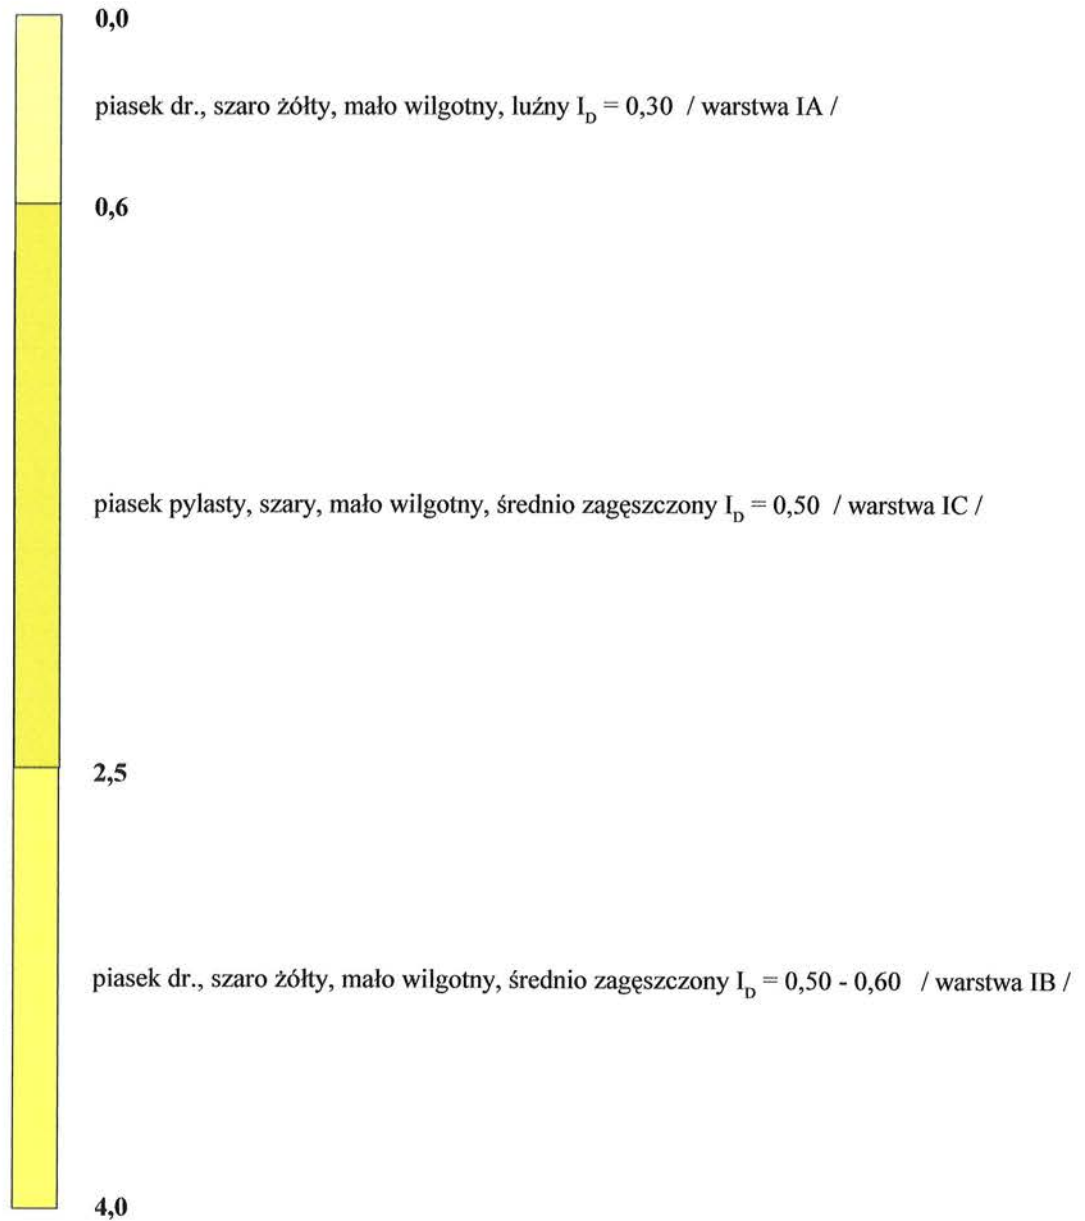 0,0
piasek dr., szaro żółty, mało wilgotny, luźny I_D = 0,30 / warstwa IA /
0,6
piasek pylasty, szary, mało wilgotny, średnio zagęszczony I_D = 0,50 / warstwa IC /
2,5
piasek dr., szaro żółty, mało wilgotny, średnio zagęszczony I_D = 0,50 - 0,60 / warstwa IB /
4,0